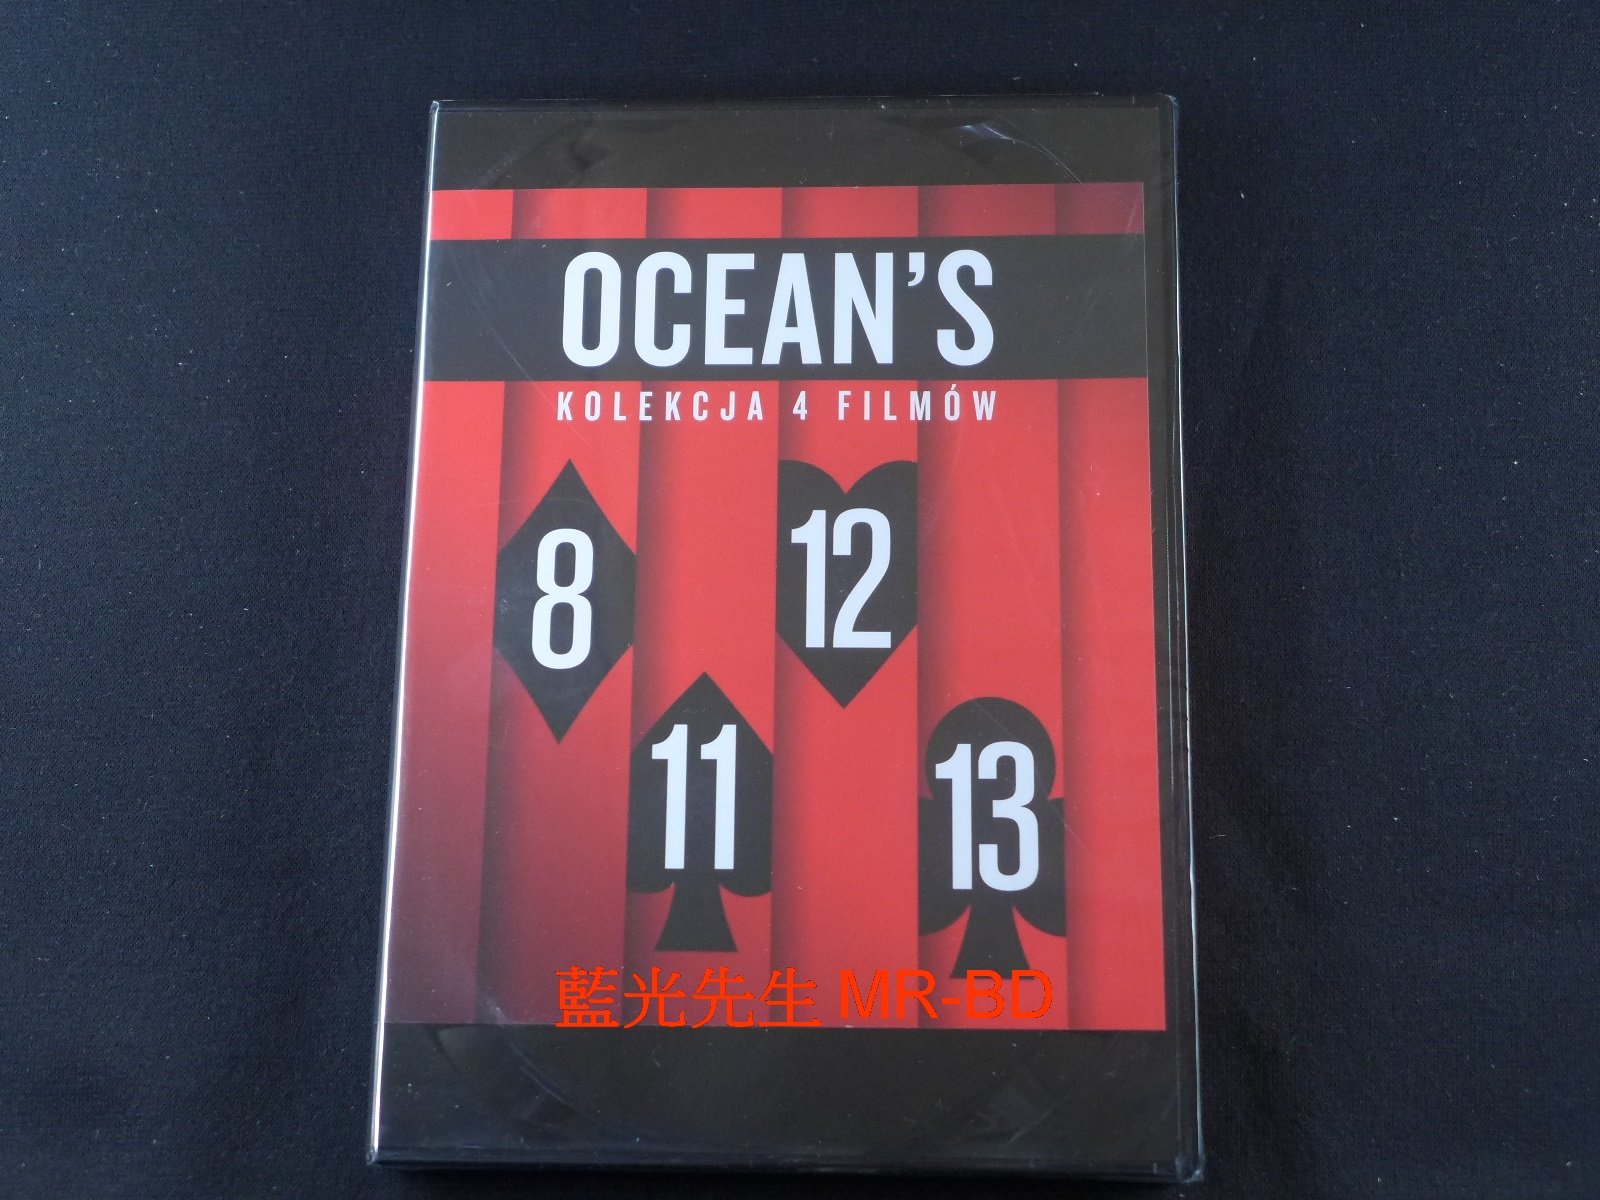 OCEAN'S
KOLEKCJA 4 FILMÓW
8
12
11
13
藍光先生 MR-BD